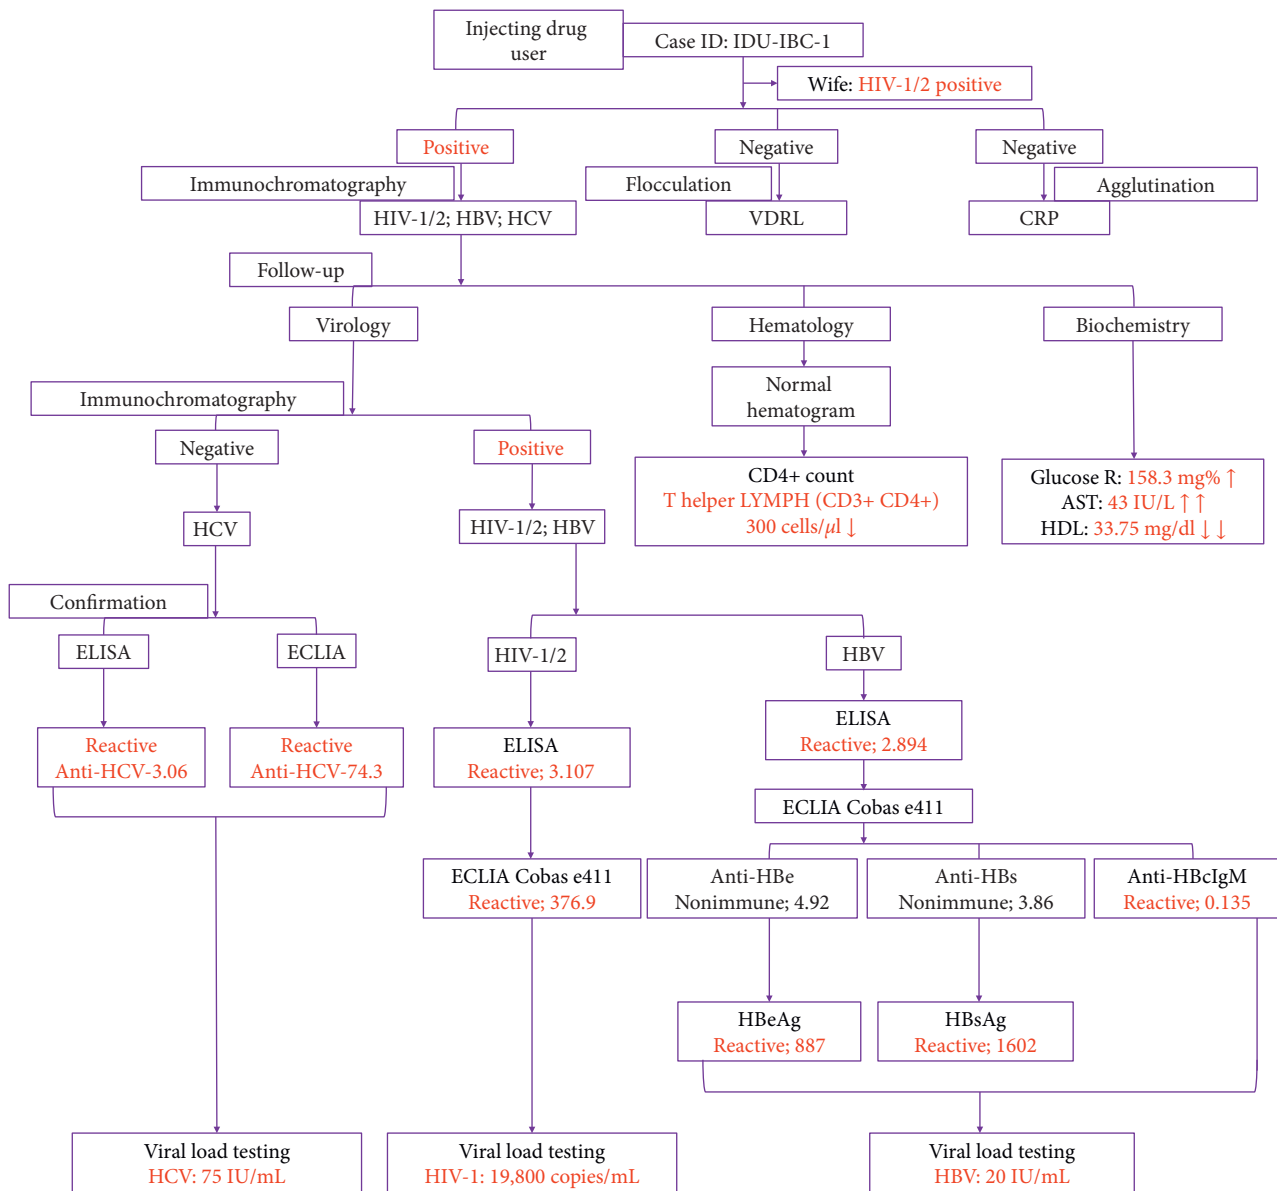 Injecting drug
user
Case ID: IDU-IBC-1
Wife: HIV-1/2 positive
Positive
Negative
Negative
Immunochromatography
Flocculation
Agglutination
HIV-1/2; HBV; HCV
VDRL
CRP
Follow-up
Virology
Hematology
Biochemistry
Normal
hematogram
Immunochromatography
Negative
Positive
CD4+ count
T helper LYMPH (CD3+ CD4+)
300 cells/μl ↓
Glucose R: 158.3 mg% ↑
AST: 43 IU/L ↑ ↑
HDL: 33.75 mg/dl ↓ ↓
HCV
HIV-1/2; HBV
Confirmation
ELISA
ECLIA
HIV-1/2
HBV
Reactive
Anti-HCV-3.06
Reactive
Anti-HCV-74.3
ELISA
Reactive; 3.107
ELISA
Reactive; 2.894
ECLIA Cobas e411
ECLIA Cobas e411
Reactive; 376.9
Anti-HBe
Nonimmune; 4.92
Anti-HBs
Nonimmune; 3.86
Anti-HBcIgM
Reactive; 0.135
HBeAg
Reactive; 887
HBsAg
Reactive; 1602
Viral load testing
HCV: 75 IU/mL
Viral load testing
HIV-1: 19,800 copies/mL
Viral load testing
HBV: 20 IU/mL